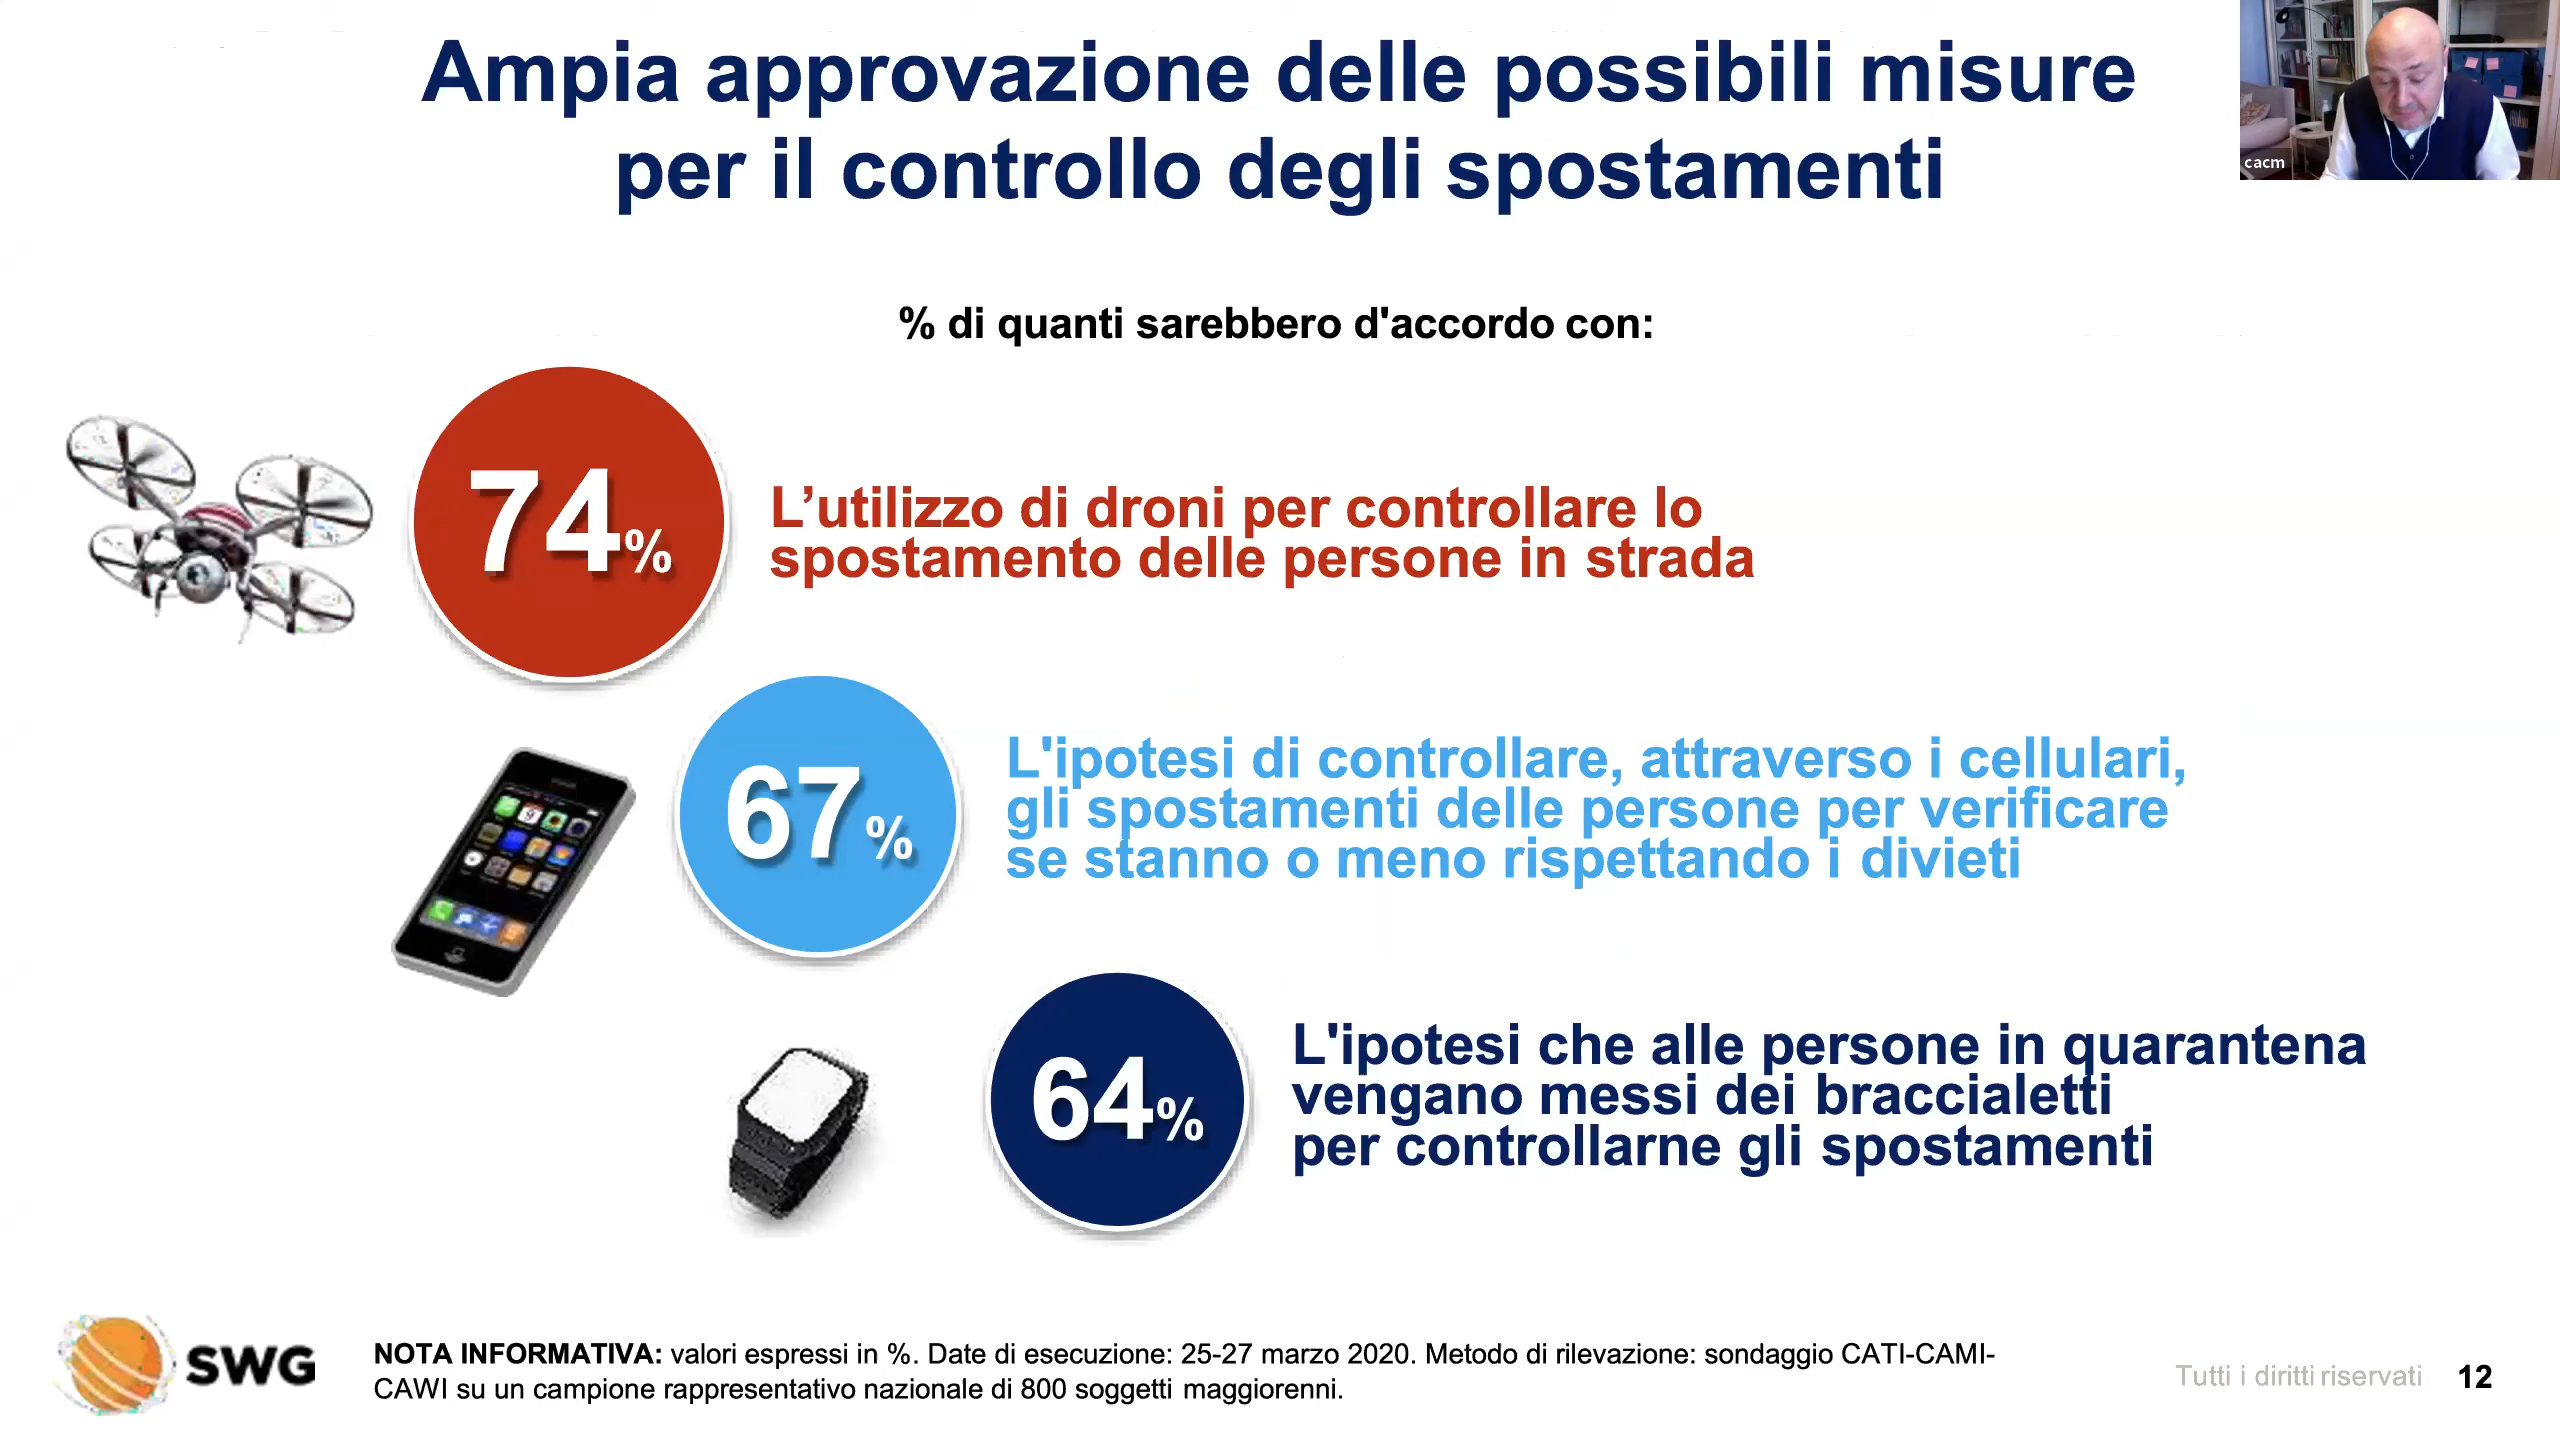 Ampia approvazione delle possibili misure
per il controllo degli spostamenti
cacm
% di quanti sarebbero d'accordo con:
74%
L’utilizzo di droni per controllare lo
spostamento delle persone in strada
67%
L'ipotesi di controllare, attraverso i cellulari,
gli spostamenti delle persone per verificare
se stanno o meno rispettando i divieti
64%
L'ipotesi che alle persone in quarantena
vengano messi dei braccialetti
per controllarne gli spostamenti
SWG
NOTA INFORMATIVA: valori espressi in %. Date di esecuzione: 25-27 marzo 2020. Metodo di rilevazione: sondaggio CATI-CAMI-
CAWI su un campione rappresentativo nazionale di 800 soggetti maggiorenni.
Tutti i diritti riservati 12